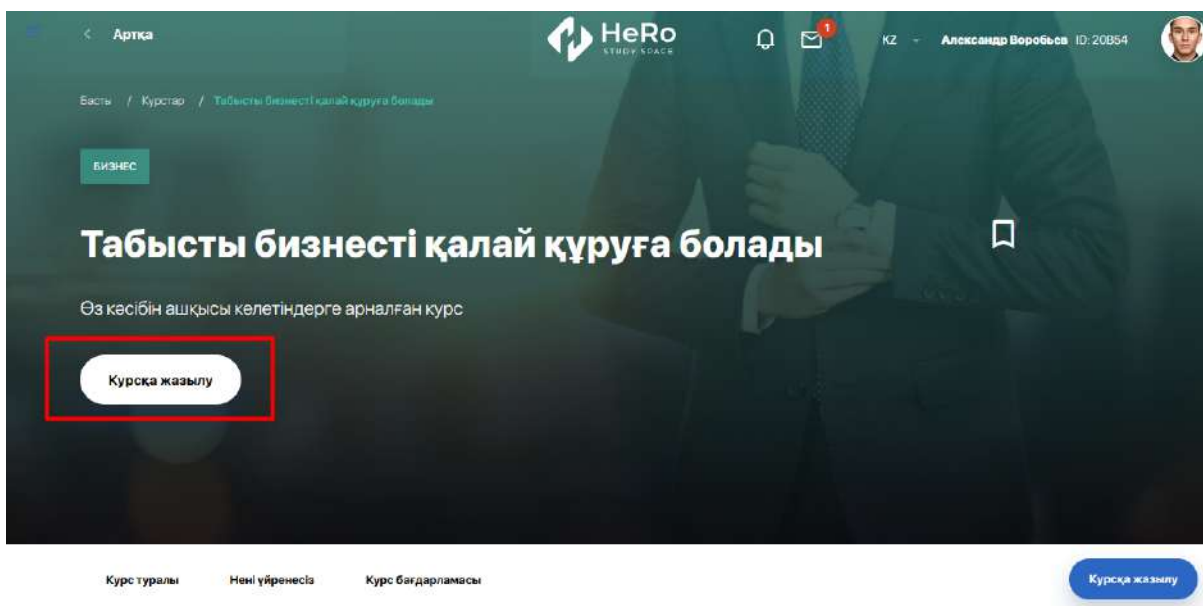 Артқа
HeRo
STUDY SPACE
1
KZ
Александр Воробьев ID: 20854
Басты / Курстар / Табысты бизнесті қалай құруға болады
БИЗНЕС
Табысты бизнесті қалай құруға болады
Өз кәсібін ашқысы келетіндерге арналған курс
Курсқа жазылу
Курс туралы
Нені үйренесіз
Курс бағдарламасы
Курсқа жазылу